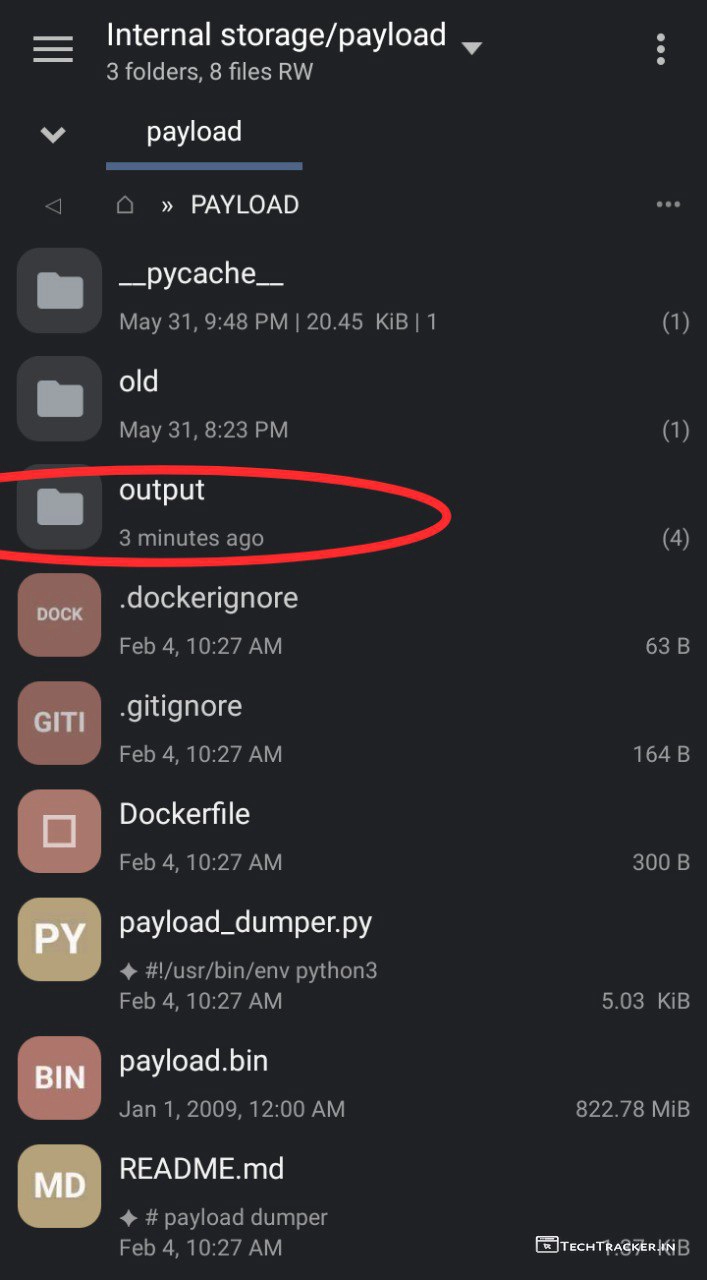 Internal storage/payload
3 folders, 8 files RW
payload
» PAYLOAD
__pycache__
May 31, 9:48 PM | 20.45 KiB | 1 (1)
old
May 31, 8:23 PM (1)
output
3 minutes ago (4)
DOCK
.dockerignore
Feb 4, 10:27 AM 63 B
GITI
.gitignore
Feb 4, 10:27 AM 164 B
Dockerfile
Feb 4, 10:27 AM 300 B
PY
payload_dumper.py
#!/usr/bin/env python3
Feb 4, 10:27 AM 5.03 KiB
BIN
payload.bin
Jan 1, 2009, 12:00 AM 822.78 MiB
MD
README.md
# payload dumper
Feb 4, 10:27 AM
TECHTRACKER.IN